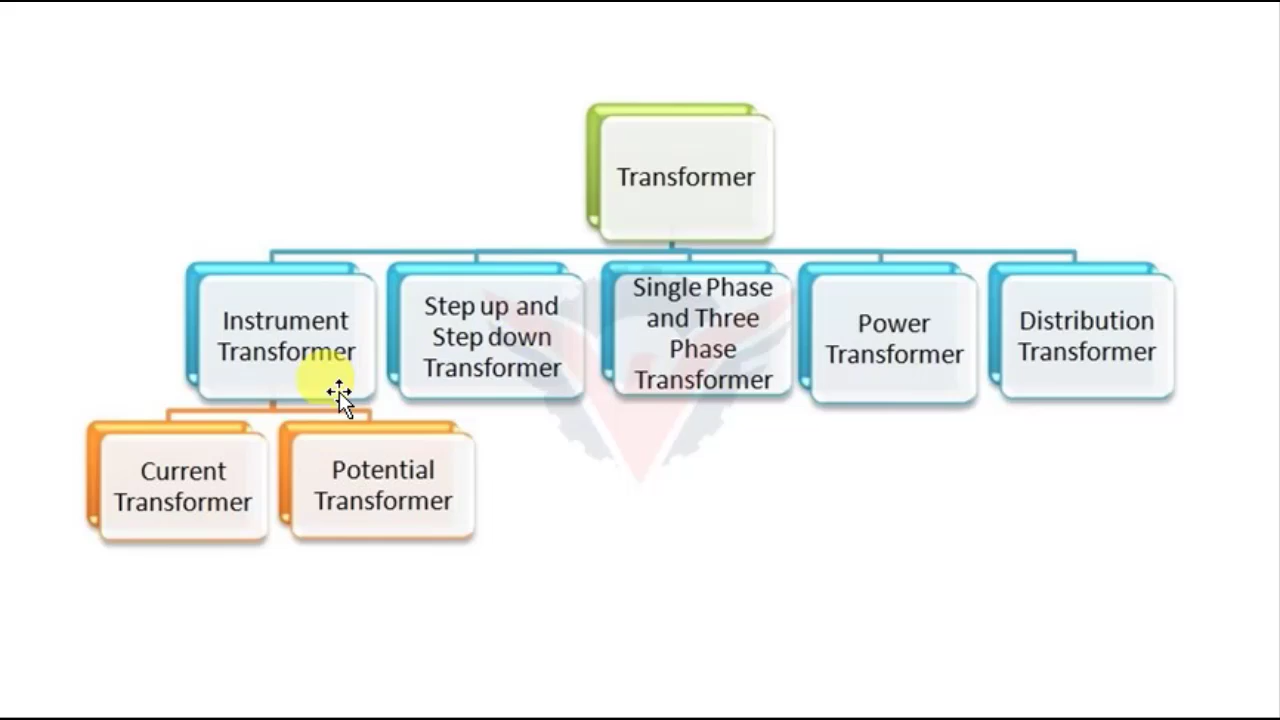 Transformer
Instrument
Transformer
Step up and
Step down
Transformer
Single Phase
and Three
Phase
Transformer
Power
Transformer
Distribution
Transformer
Current
Transformer
Potential
Transformer